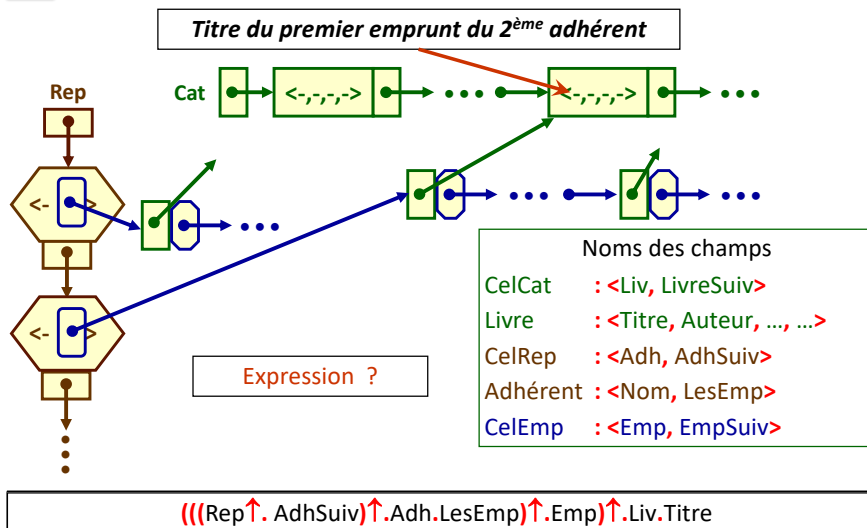 Titre du premier emprunt du 2ème adhérent
Rep
Cat
<-,-,-,->
<-,-,-,->
<- >
<- >
Noms des champs
CelCat : <Liv, LivreSuiv>
Livre : <Titre, Auteur, …, …>
CelRep : <Adh, AdhSuiv>
Adhérent : <Nom, LesEmp>
CelEmp : <Emp, EmpSuiv>
Expression ?
(((Rep↑. AdhSuiv)↑.Adh.LesEmp)↑.Emp)↑.Liv.Titre